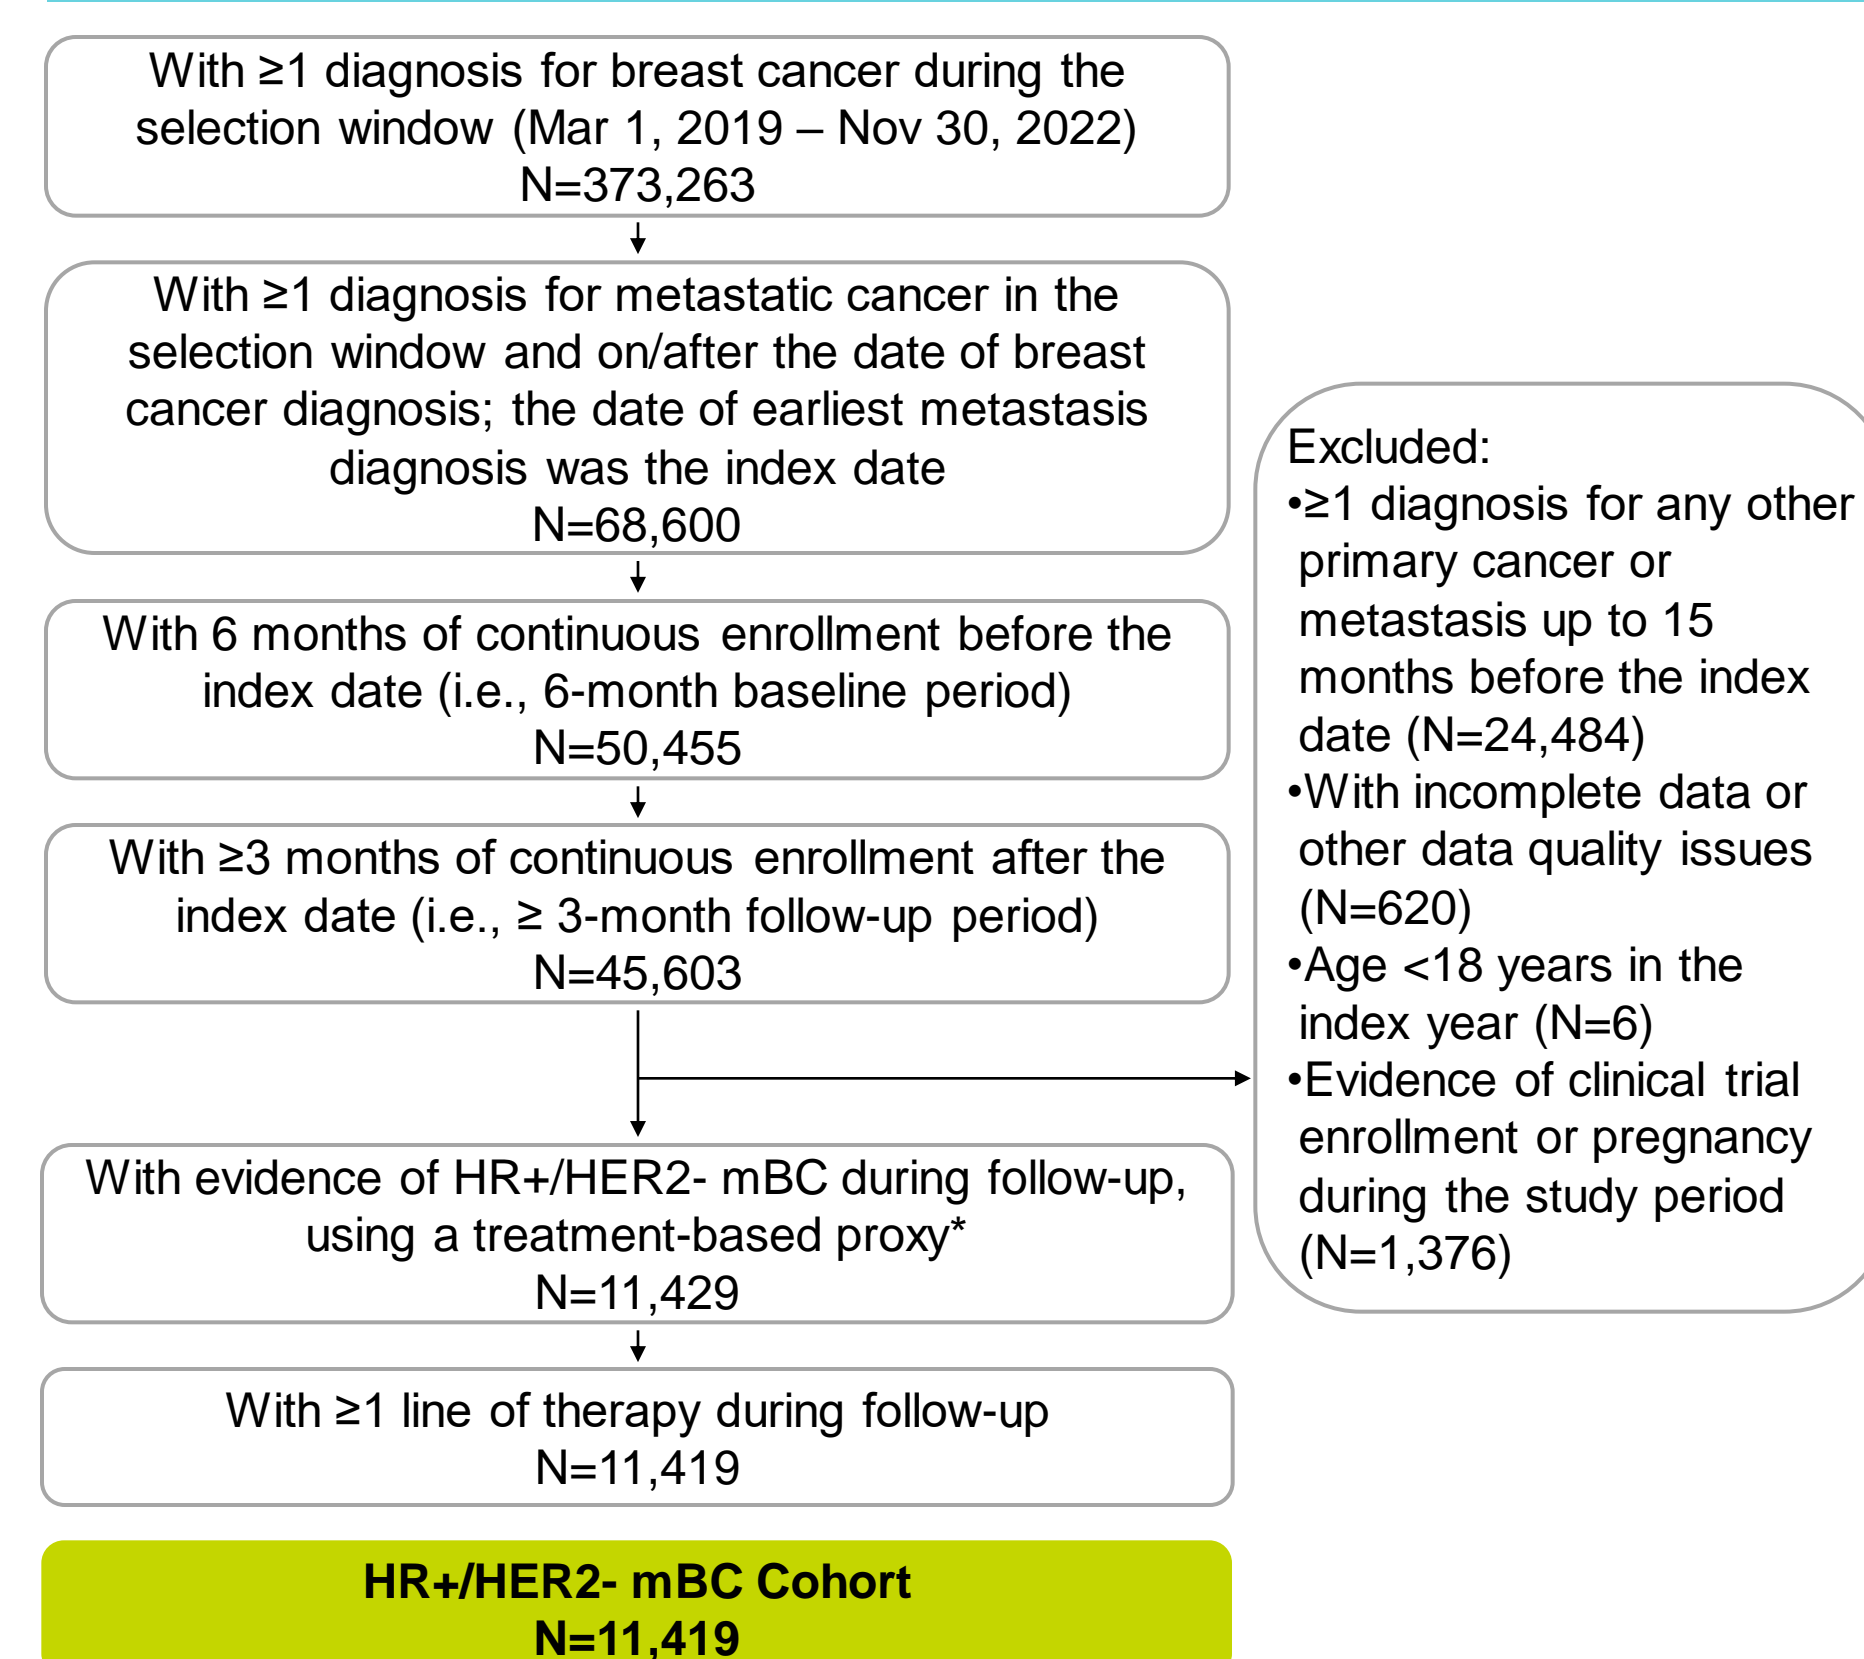 With ≥1 diagnosis for breast cancer during the
selection window (Mar 1, 2019 – Nov 30, 2022)
N=373,263
With ≥1 diagnosis for metastatic cancer in the
selection window and on/after the date of breast
cancer diagnosis; the date of earliest metastasis
diagnosis was the index date
N=68,600
With 6 months of continuous enrollment before the
index date (i.e., 6-month baseline period)
N=50,455
With ≥3 months of continuous enrollment after the
index date (i.e., ≥ 3-month follow-up period)
N=45,603
Excluded:
•≥1 diagnosis for any other
primary cancer or
metastasis up to 15
months before the index
date (N=24,484)
•With incomplete data or
other data quality issues
(N=620)
•Age <18 years in the
index year (N=6)
•Evidence of clinical trial
enrollment or pregnancy
during the study period
(N=1,376)
With evidence of HR+/HER2- mBC during follow-up,
using a treatment-based proxy*
N=11,429
With ≥1 line of therapy during follow-up
N=11,419
HR+/HER2- mBC Cohort
N=11,419